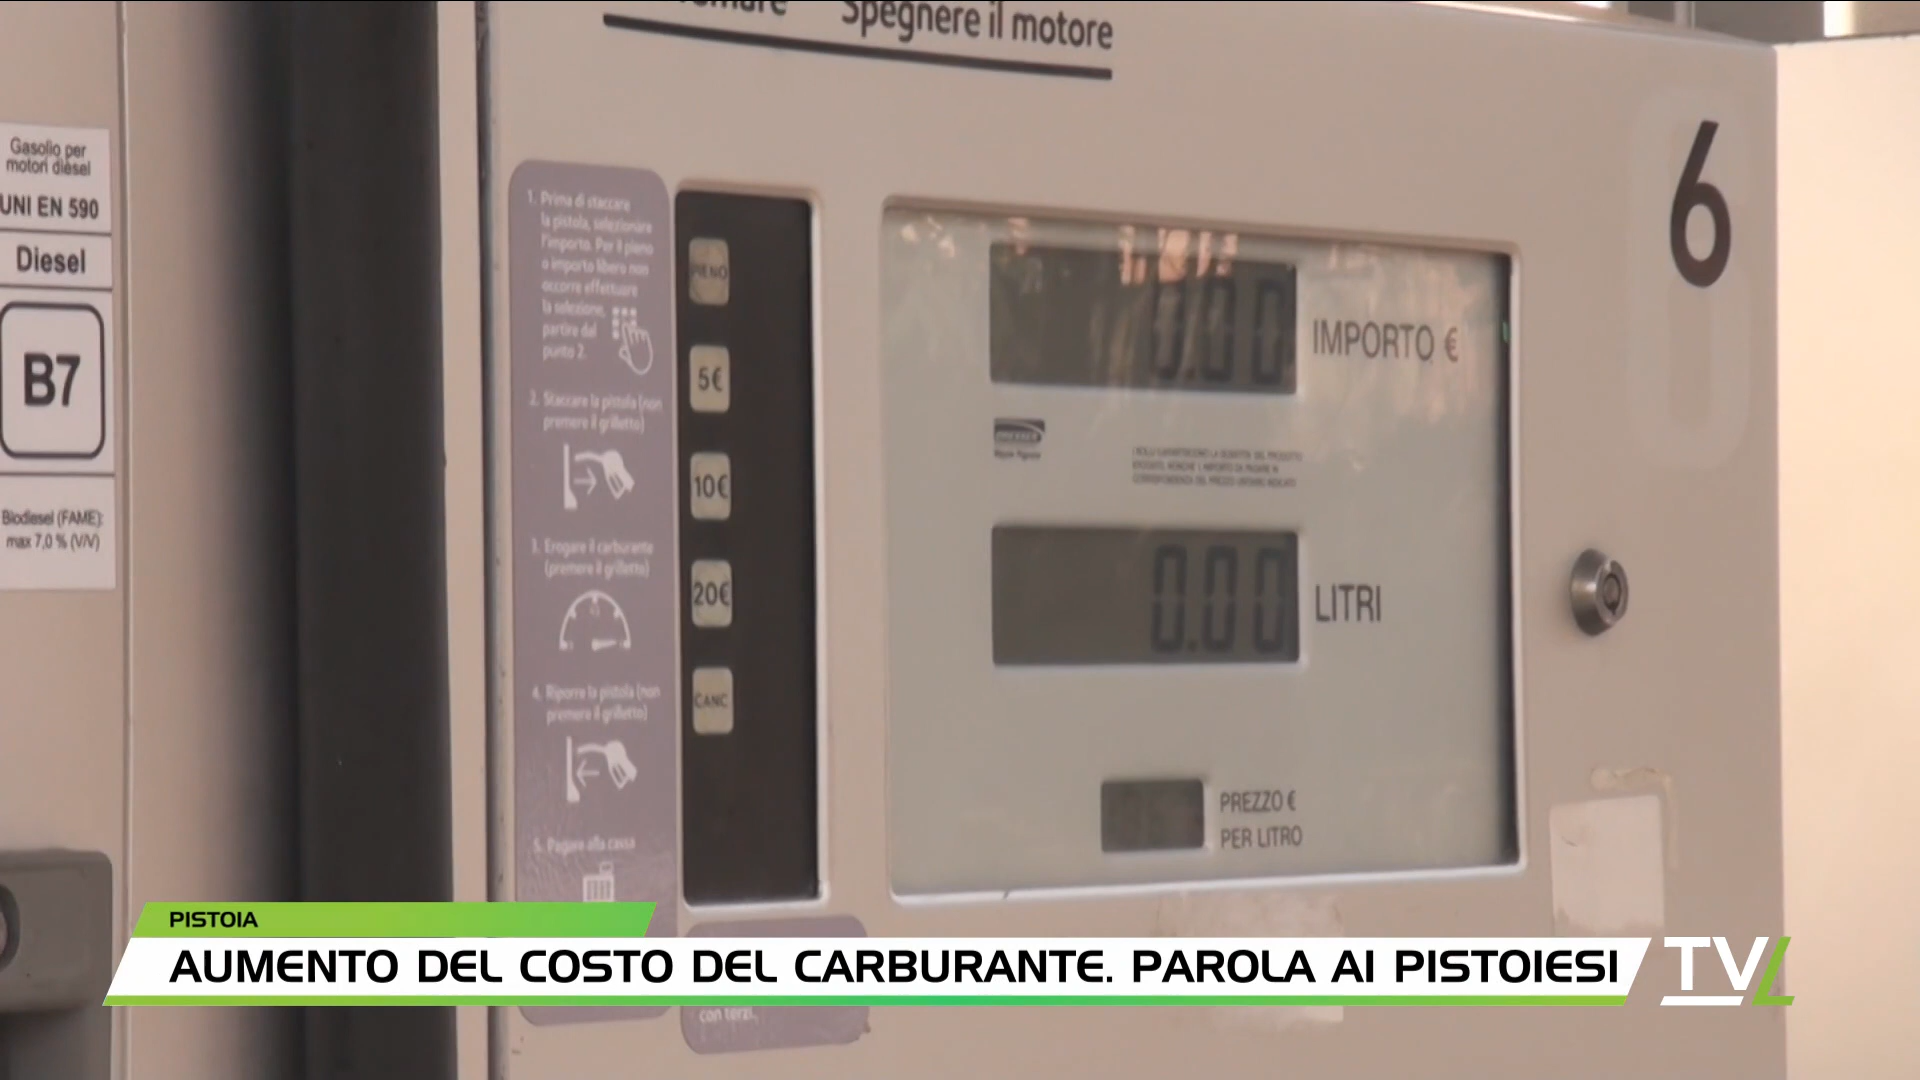 Spegnere il motore
6
Gasolio per
motori diesel
UNI EN 590
Diesel
B7
Biodiesel (FAME):
max 7,0 % (V/V)
1. Prima di staccare
la pistola, selezionare
l'importo. Per il pieno
o importo libero non
occorre effettuare
la selezione,
partire dal
punto 2.
2. Staccare la pistola (non
premere il grilletto)
3. Erogare il carburante
(premere il grilletto)
4. Riporre la pistola (non
premere il grilletto)
5. Pagare alla cassa
PIENO
5€
10€
20€
CANC
0.00
IMPORTO €
0.00
LITRI
PREZZO €
PER LITRO
PISTOIA
AUMENTO DEL COSTO DEL CARBURANTE. PAROLA AI PISTOIESI
TVL
con terzi.